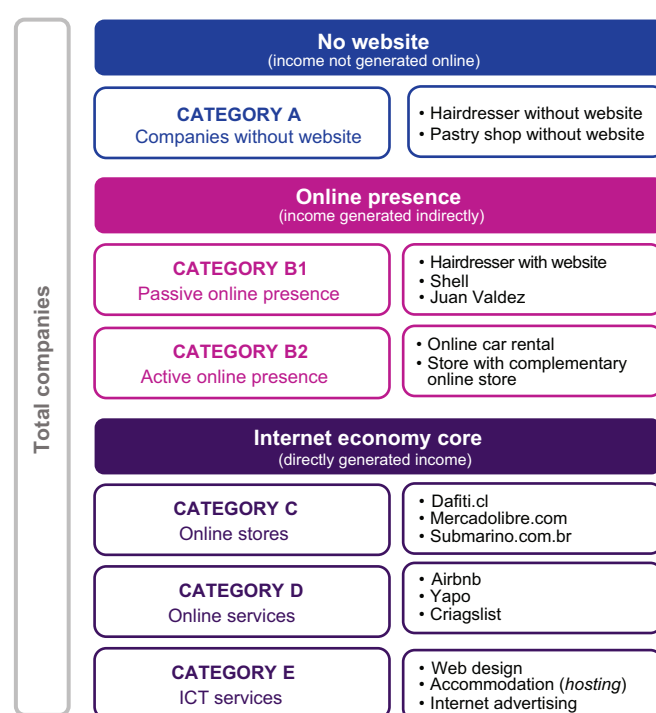 Total companies
No website
(income not generated online)
CATEGORY A
Companies without website
• Hairdresser without website
• Pastry shop without website
Online presence
(income generated indirectly)
CATEGORY B1
Passive online presence
• Hairdresser with website
• Shell
• Juan Valdez
CATEGORY B2
Active online presence
• Online car rental
• Store with complementary
online store
Internet economy core
(directly generated income)
CATEGORY C
Online stores
• Dafiti.cl
• Mercadolibre.com
• Submarino.com.br
CATEGORY D
Online services
• Airbnb
• Yapo
• Criagslist
CATEGORY E
ICT services
• Web design
• Accommodation (hosting)
• Internet advertising